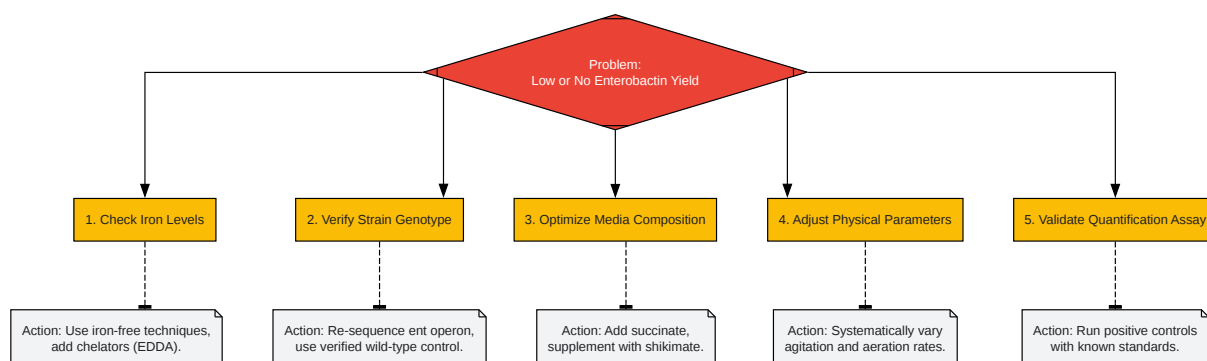 Problem:
Low or No Enterobactin Yield
1. Check Iron Levels
2. Verify Strain Genotype
3. Optimize Media Composition
4. Adjust Physical Parameters
5. Validate Quantification Assay
Action: Use iron-free techniques,
add chelators (EDDA).
Action: Re-sequence ent operon,
use verified wild-type control.
Action: Add succinate,
supplement with shikimate.
Action: Systematically vary
agitation and aeration rates.
Action: Run positive controls
with known standards.